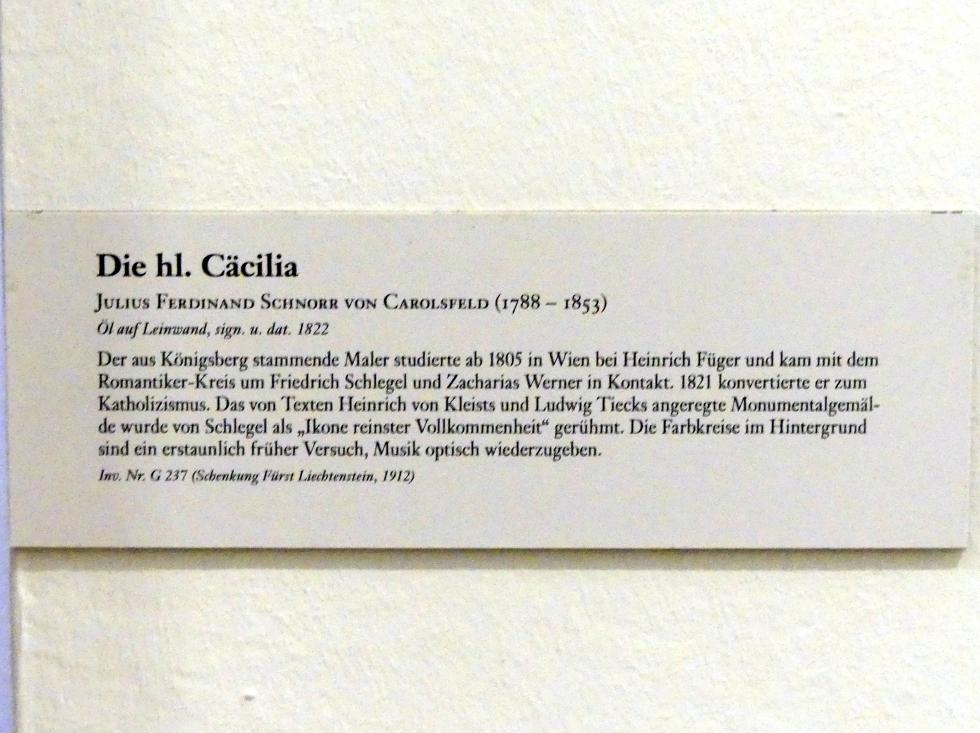 Die hl. Cäcilia
Julius Ferdinand Schnorr von Carolsfeld (1788 – 1853)
Öl auf Leinwand, sign. u. dat. 1822
Der aus Königsberg stammende Maler studierte ab 1805 in Wien bei Heinrich Füger und kam mit dem
Romantiker-Kreis um Friedrich Schlegel und Zacharias Werner in Kontakt. 1821 konvertierte er zum
Katholizismus. Das von Texten Heinrich von Kleists und Ludwig Tiecks angeregte Monumentalgemäl-
de wurde von Schlegel als „Ikone reinster Vollkommenheit“ gerühmt. Die Farbkreise im Hintergrund
sind ein erstaunlich früher Versuch, Musik optisch wiederzugeben.
Inv. Nr. G 237 (Schenkung Fürst Liechtenstein, 1912)